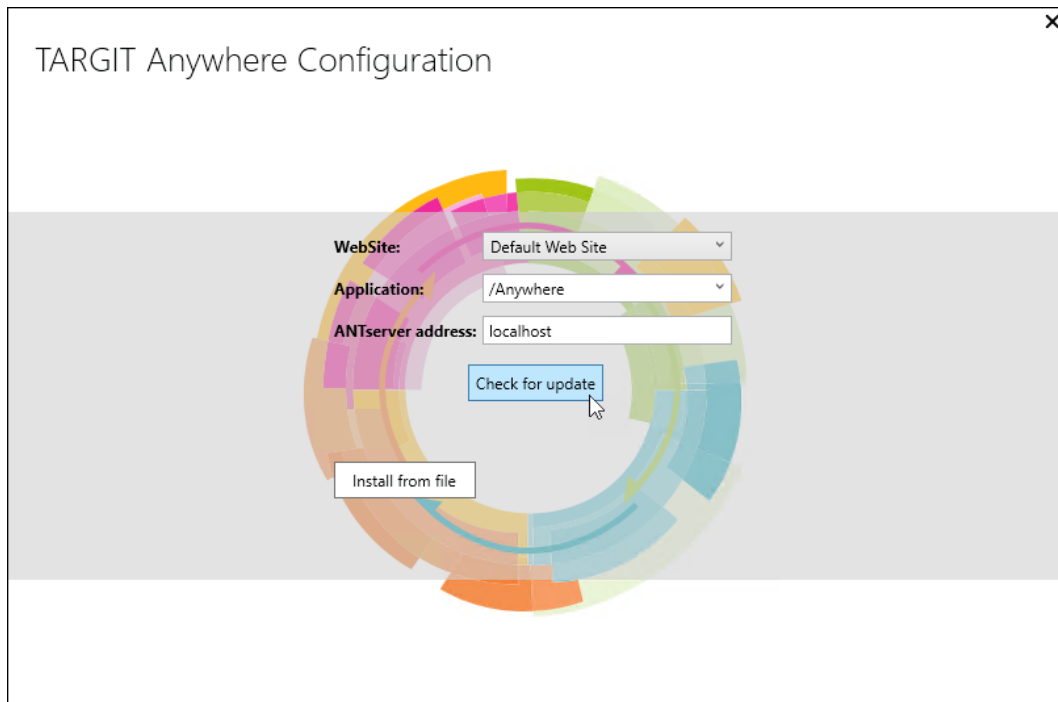 TARGIT Anywhere Configuration
WebSite: Default Web Site
Application: /Anywhere
ANTserver address: localhost
Check for update
Install from file